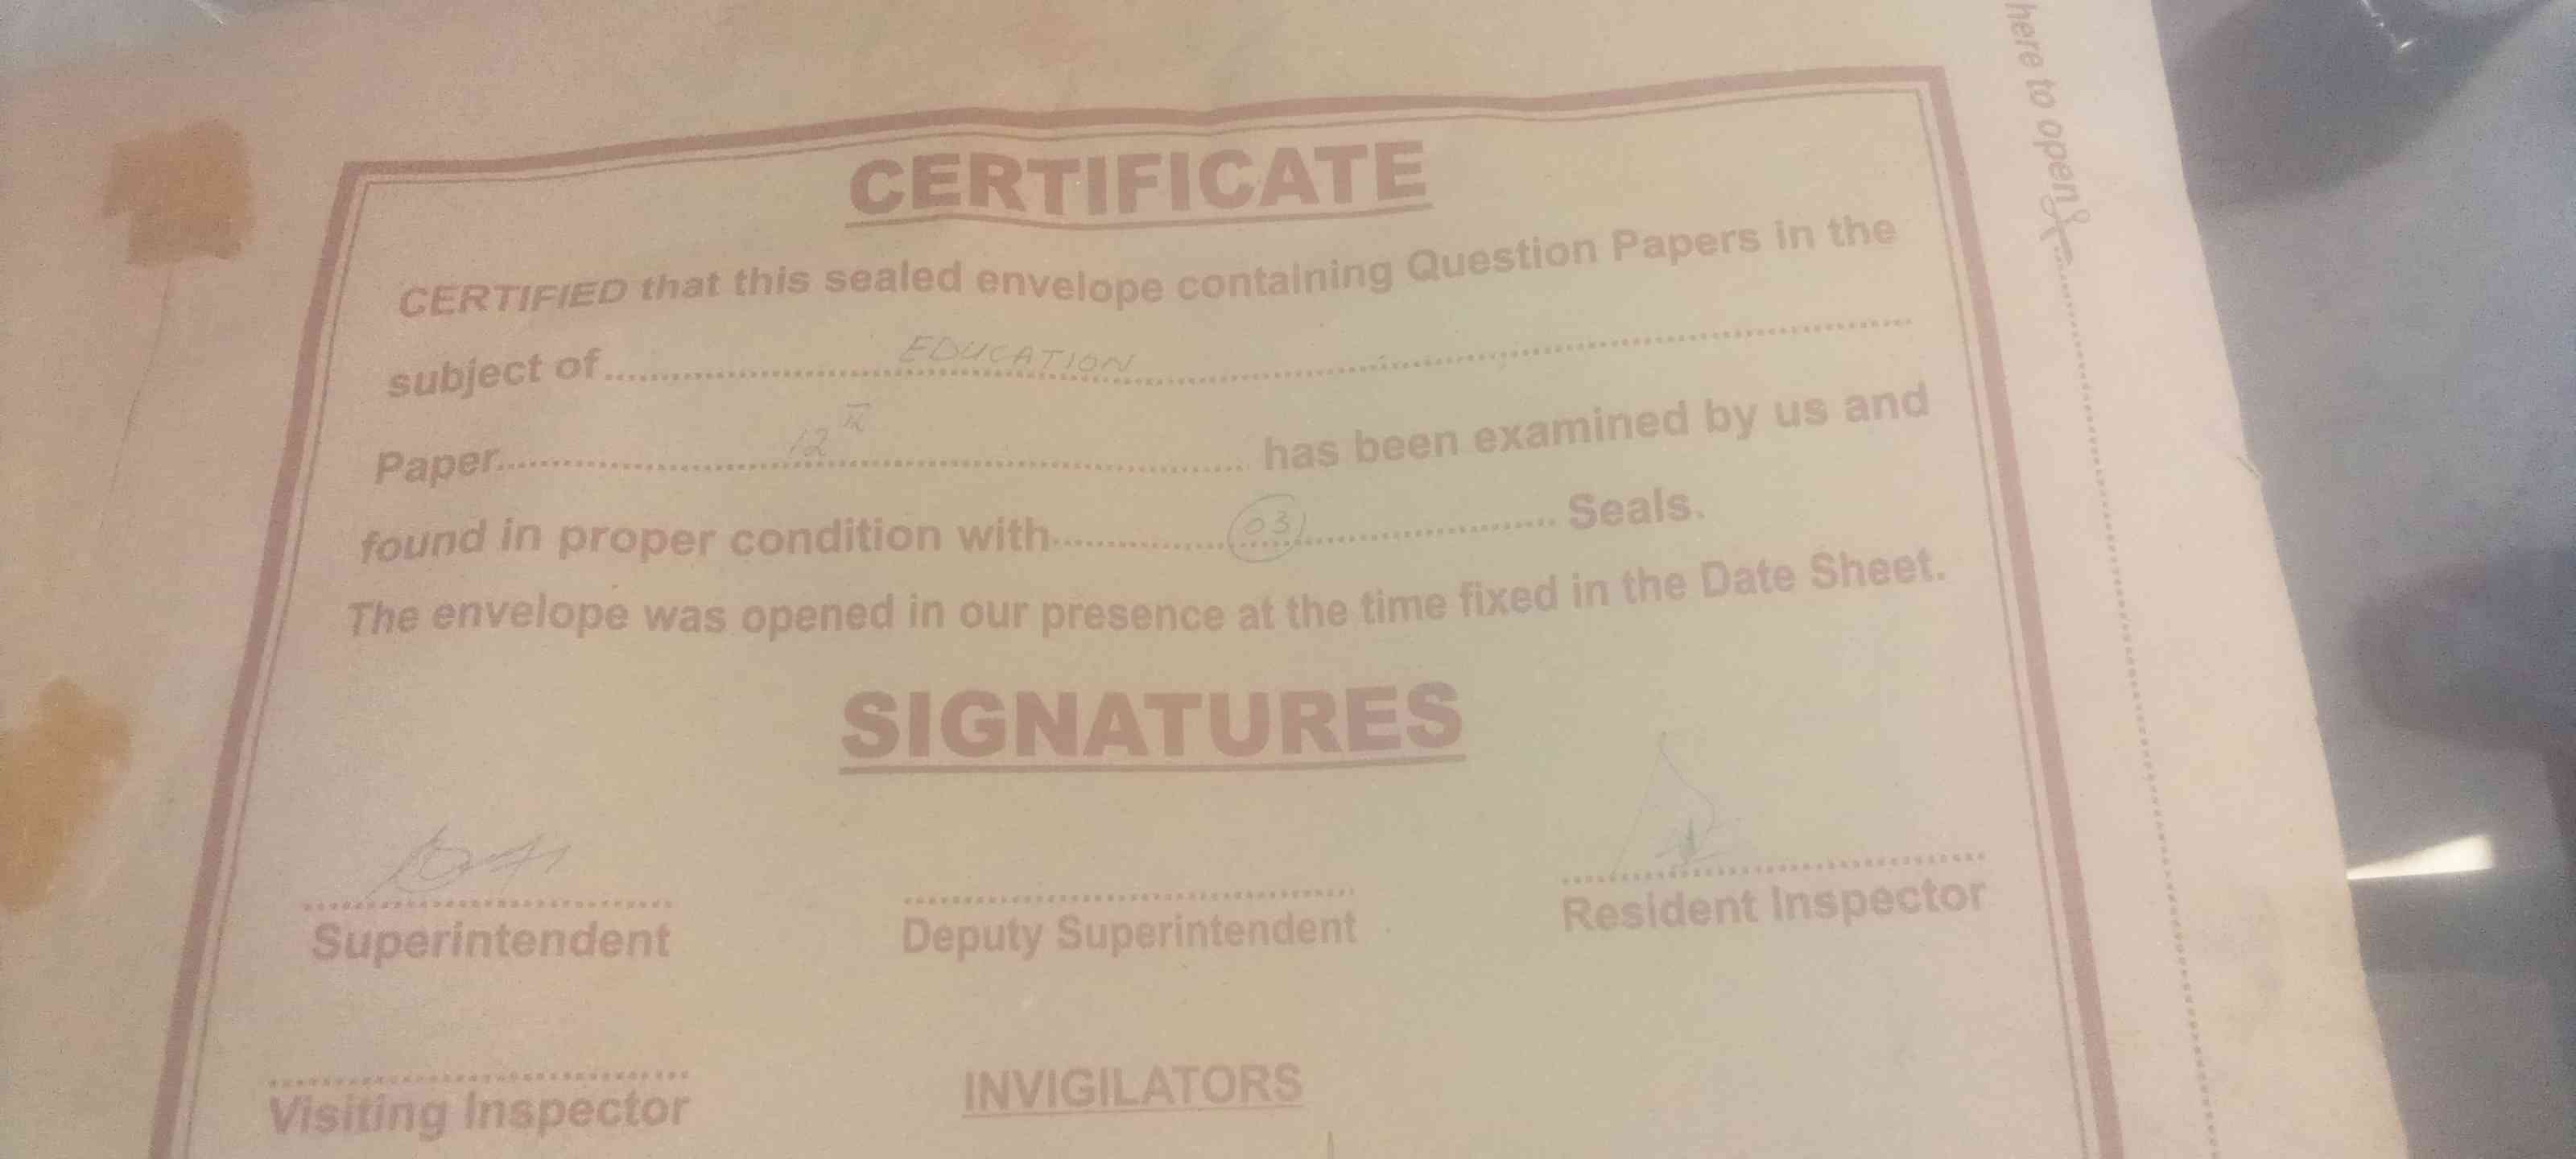 here to open
CERTIFICATE
CERTIFIED that this sealed envelope containing Question Papers in the
subject of........EDUCATION........
Paper........12th........ has been examined by us and
found in proper condition with........03........ Seals.
The envelope was opened in our presence at the time fixed in the Date Sheet.
SIGNATURES
Superintendent Deputy Superintendent Resident Inspector
Visiting Inspector INVIGILATORS